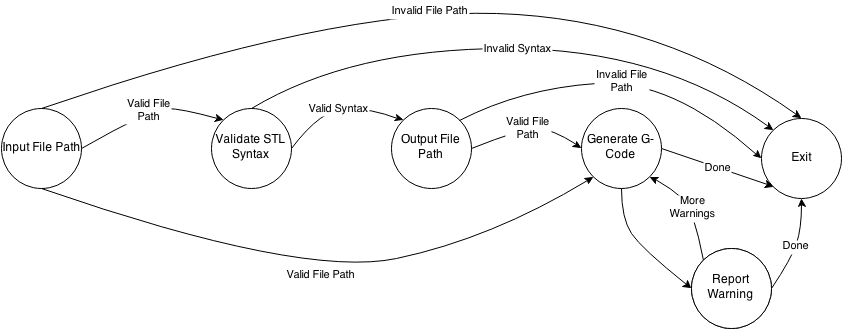 Invalid File Path
Invalid Syntax
Invalid File
Path
Valid File
Path
Valid Syntax
Valid File
Path
Input File Path
Validate STL
Syntax
Output File
Path
Generate G-
Code
Exit
Done
More
Warnings
Valid File Path
Done
Report
Warning